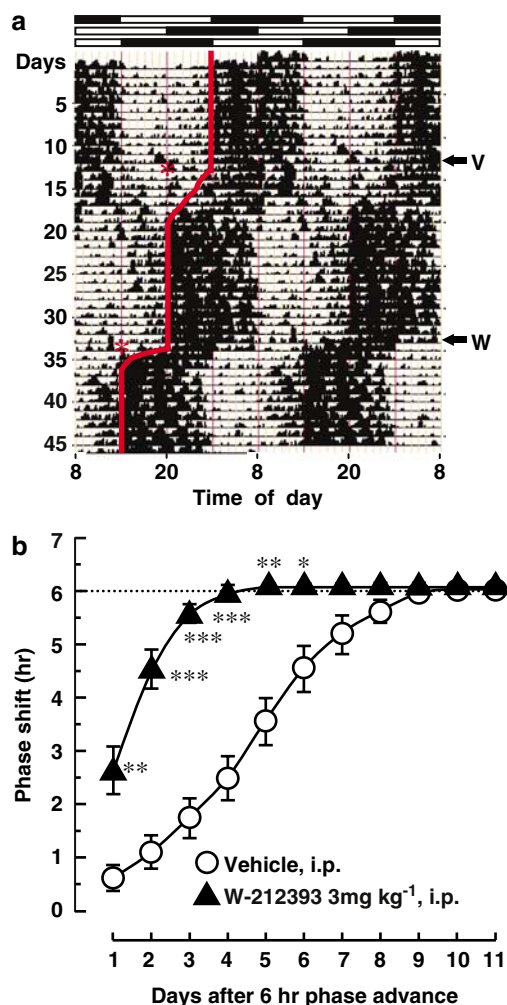 a
Days
5
10
V
15
20
25
30
W
35
40
45
8 20 8 20 8
Time of day
b
7
6
5
4
3
2
1
0
Phase shift (hr)
** *
***
***
***
**
Vehicle, i.p.
W-212393 3mg kg⁻¹, i.p.
1 2 3 4 5 6 7 8 9 10 11
Days after 6 hr phase advance